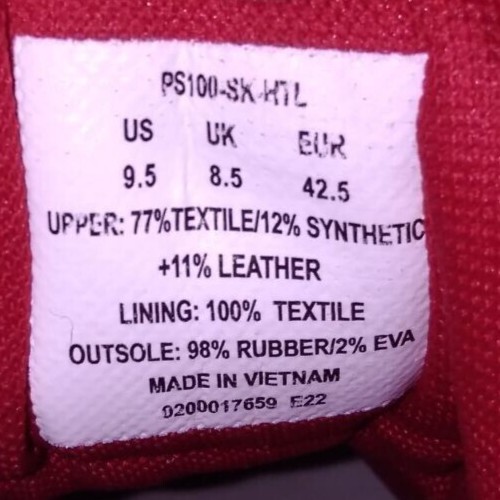 PS100-SK-HTL
US UK EUR
9.5 8.5 42.5
UPPER: 77%TEXTILE/12% SYNTHETIC
+11% LEATHER
LINING: 100% TEXTILE
OUTSOLE: 98% RUBBER/2% EVA
MADE IN VIETNAM
0200017659 E22